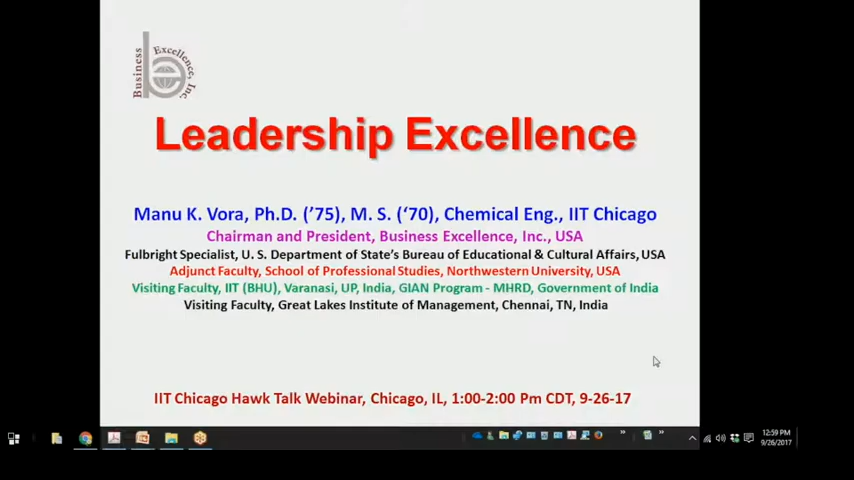 Business
Excellence, Inc.
be
Leadership Excellence
Manu K. Vora, Ph.D. (’75), M. S. (‘70), Chemical Eng., IIT Chicago
Chairman and President, Business Excellence, Inc., USA
Fulbright Specialist, U. S. Department of State’s Bureau of Educational & Cultural Affairs, USA
Adjunct Faculty, School of Professional Studies, Northwestern University, USA
Visiting Faculty, IIT (BHU), Varanasi, UP, India, GIAN Program - MHRD, Government of India
Visiting Faculty, Great Lakes Institute of Management, Chennai, TN, India
IIT Chicago Hawk Talk Webinar, Chicago, IL, 1:00-2:00 Pm CDT, 9-26-17
12:59 PM
9/26/2017